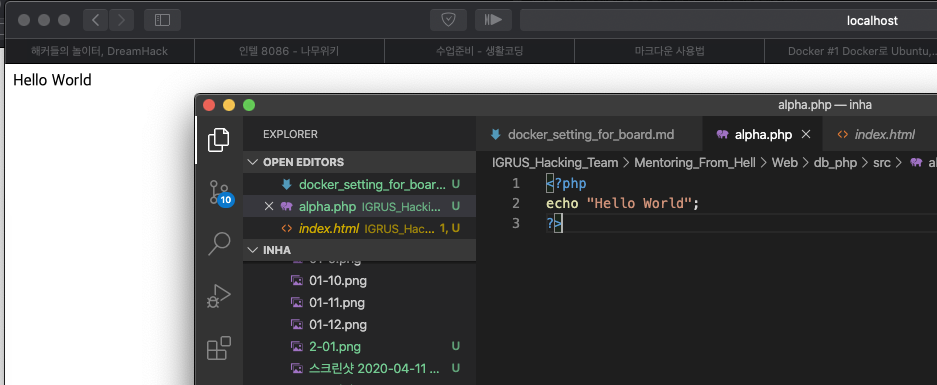 localhost
해커들의 놀이터, DreamHack
인텔 8086 - 나무위키
수업준비 - 생활코딩
마크다운 사용법
Docker #1 Docker로 Ubuntu,...
Hello World
alpha.php — inha
EXPLORER
OPEN EDITORS
docker_setting_for_boar... U
alpha.php IGRUS_Hacki... U
index.html IGRUS_Hac... 1, U
INHA
01-10.png
01-11.png
01-12.png
2-01.png U
스크린샷 2020-04-11 ... U
10
docker_setting_for_board.md
alpha.php
index.html
IGRUS_Hacking_Team > Mentoring_From_Hell > Web > db_php > src >
1 <?php
2 echo "Hello World";
3 ?>